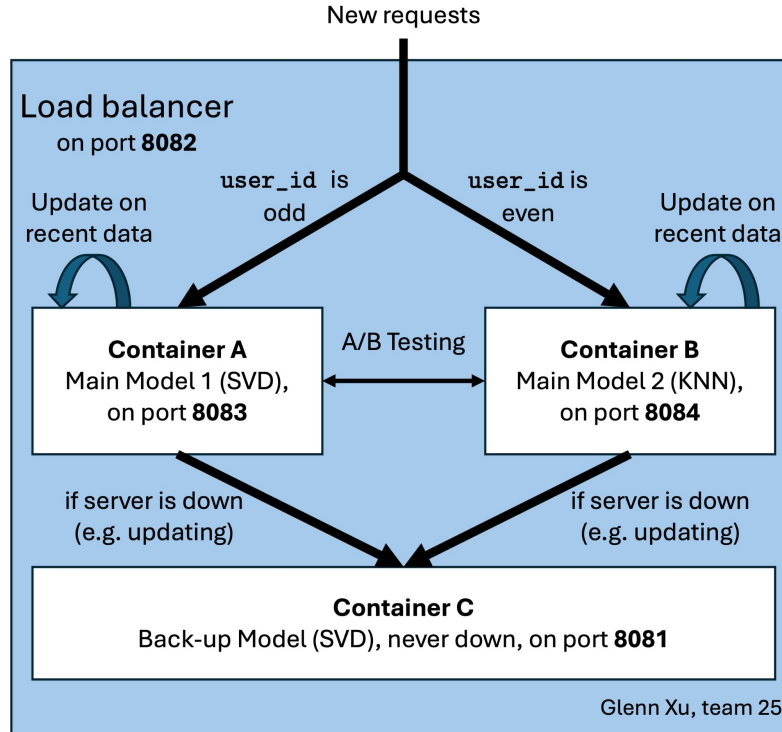 New requests
Load balancer
on port 8082
user_id is
odd
user_id is
even
Update on
recent data
Update on
recent data
Container A
Main Model 1 (SVD),
on port 8083
A/B Testing
Container B
Main Model 2 (KNN),
on port 8084
if server is down
(e.g. updating)
if server is down
(e.g. updating)
Container C
Back-up Model (SVD), never down, on port 8081
Glenn Xu, team 25